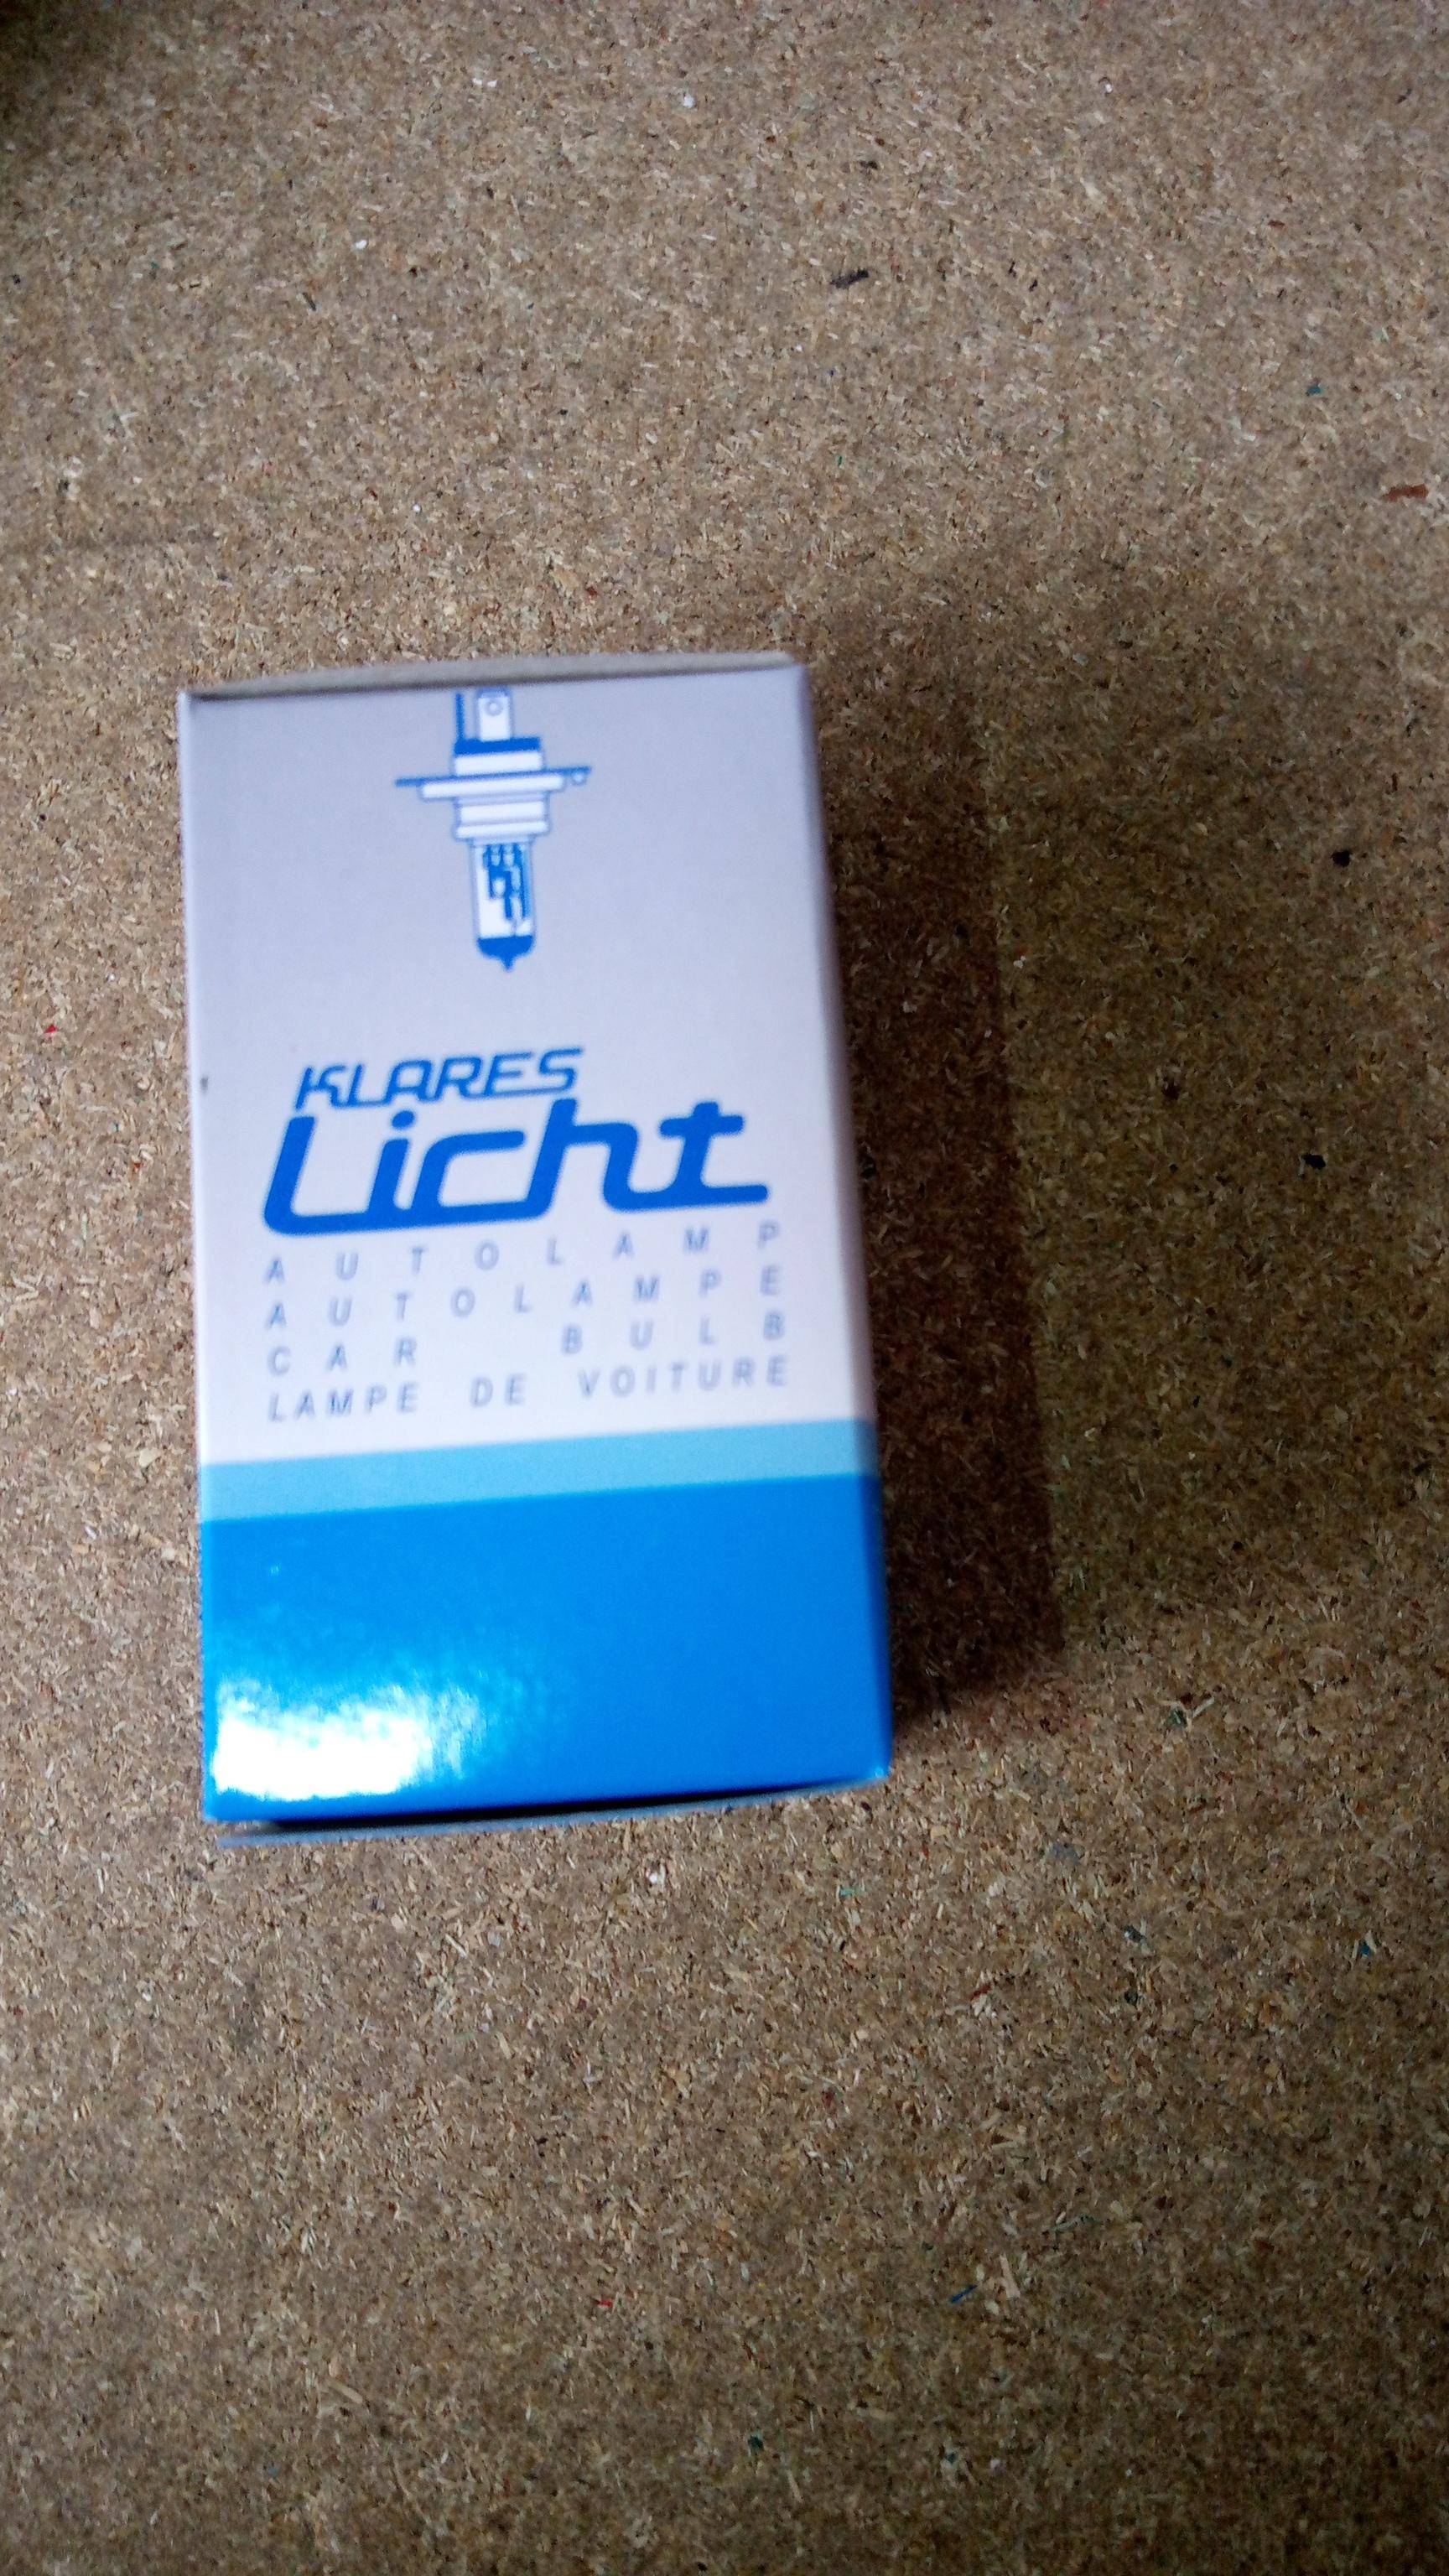 KLARES
Licht
AUTOLAMP
AUTOLAMPE
CAR BULB
LAMPE DE VOITURE